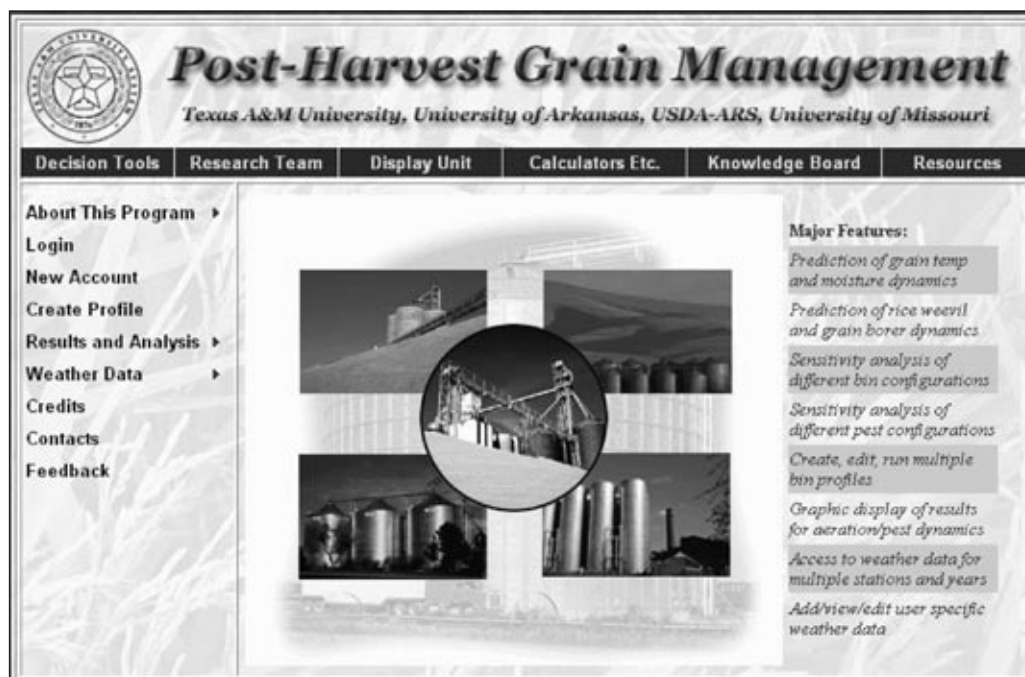 Post-Harvest Grain Management
Texas A&M University, University of Arkansas, USDA-ARS, University of Missouri
Decision Tools
Research Team
Display Unit
Calculators Etc.
Knowledge Board
Resources
About This Program
Login
New Account
Create Profile
Results and Analysis
Weather Data
Credits
Contacts
Feedback
Major Features:
Prediction of grain temp
and moisture dynamics
Prediction of rice weevil
and grain borer dynamics
Sensitivity analysis of
different bin configurations
Sensitivity analysis of
different pest configurations
Create, edit, run multiple
bin profiles
Graphic display of results
for aeration/pest dynamics
Access to weather data for
multiple stations and years
Add/view/edit user specific
weather data